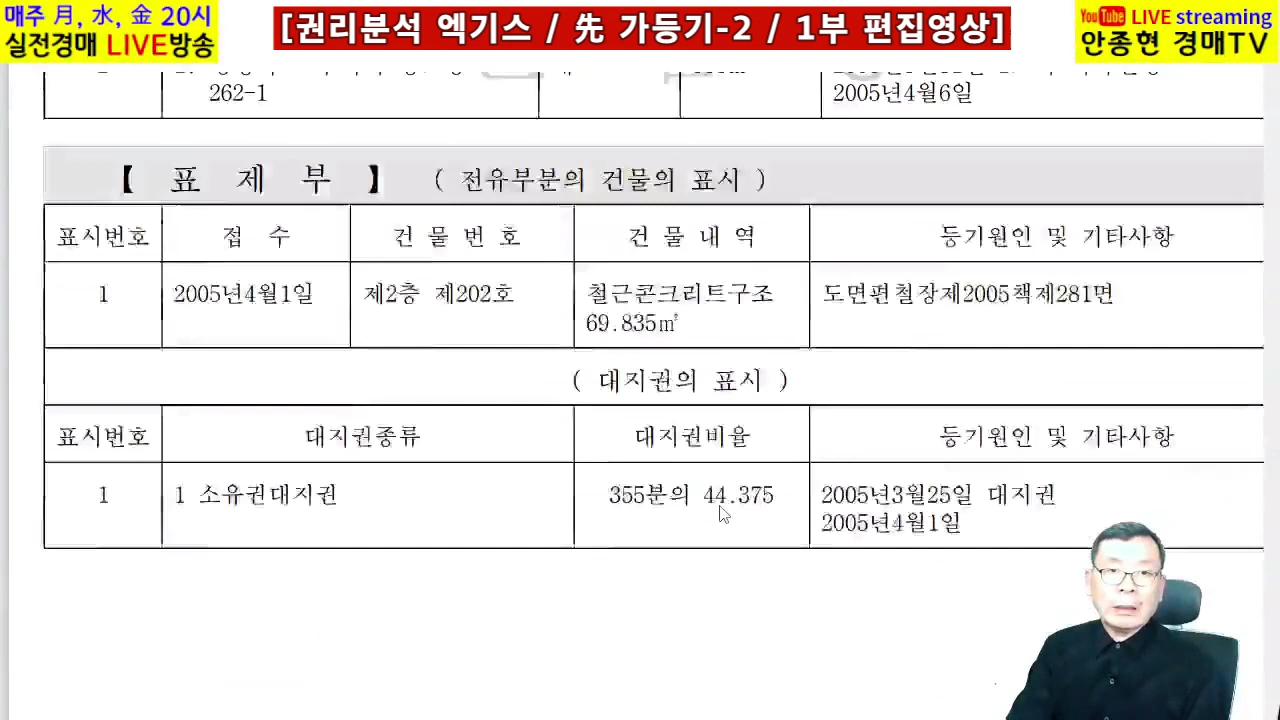 매주 月, 水, 金 20시
실전경매 LIVE방송
[권리분석 엑기스 / 先 가등기-2 / 1부 편집영상]
YouTube LIVE streaming
안종현 경매TV
262-1
2005년4월6일
【 표 제 부 】 ( 전유부분의 건물의 표시 )
표시번호 접 수 건 물 번 호 건 물 내 역 등기원인 및 기타사항
1 2005년4월1일 제2층 제202호 철근콘크리트구조 도면편철장제2005책제281면
69.835㎡
( 대지권의 표시 )
표시번호 대지권종류 대지권비율 등기원인 및 기타사항
1 1 소유권대지권 355분의 44.375 2005년3월25일 대지권
2005년4월1일